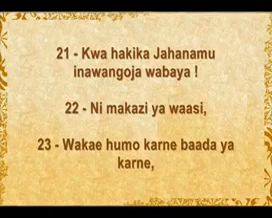 21 - Kwa hakika Jahanamu
inawangoja wabaya !
22 - Ni makazi ya waasi,
23 - Wakae humo karne baada ya
karne,